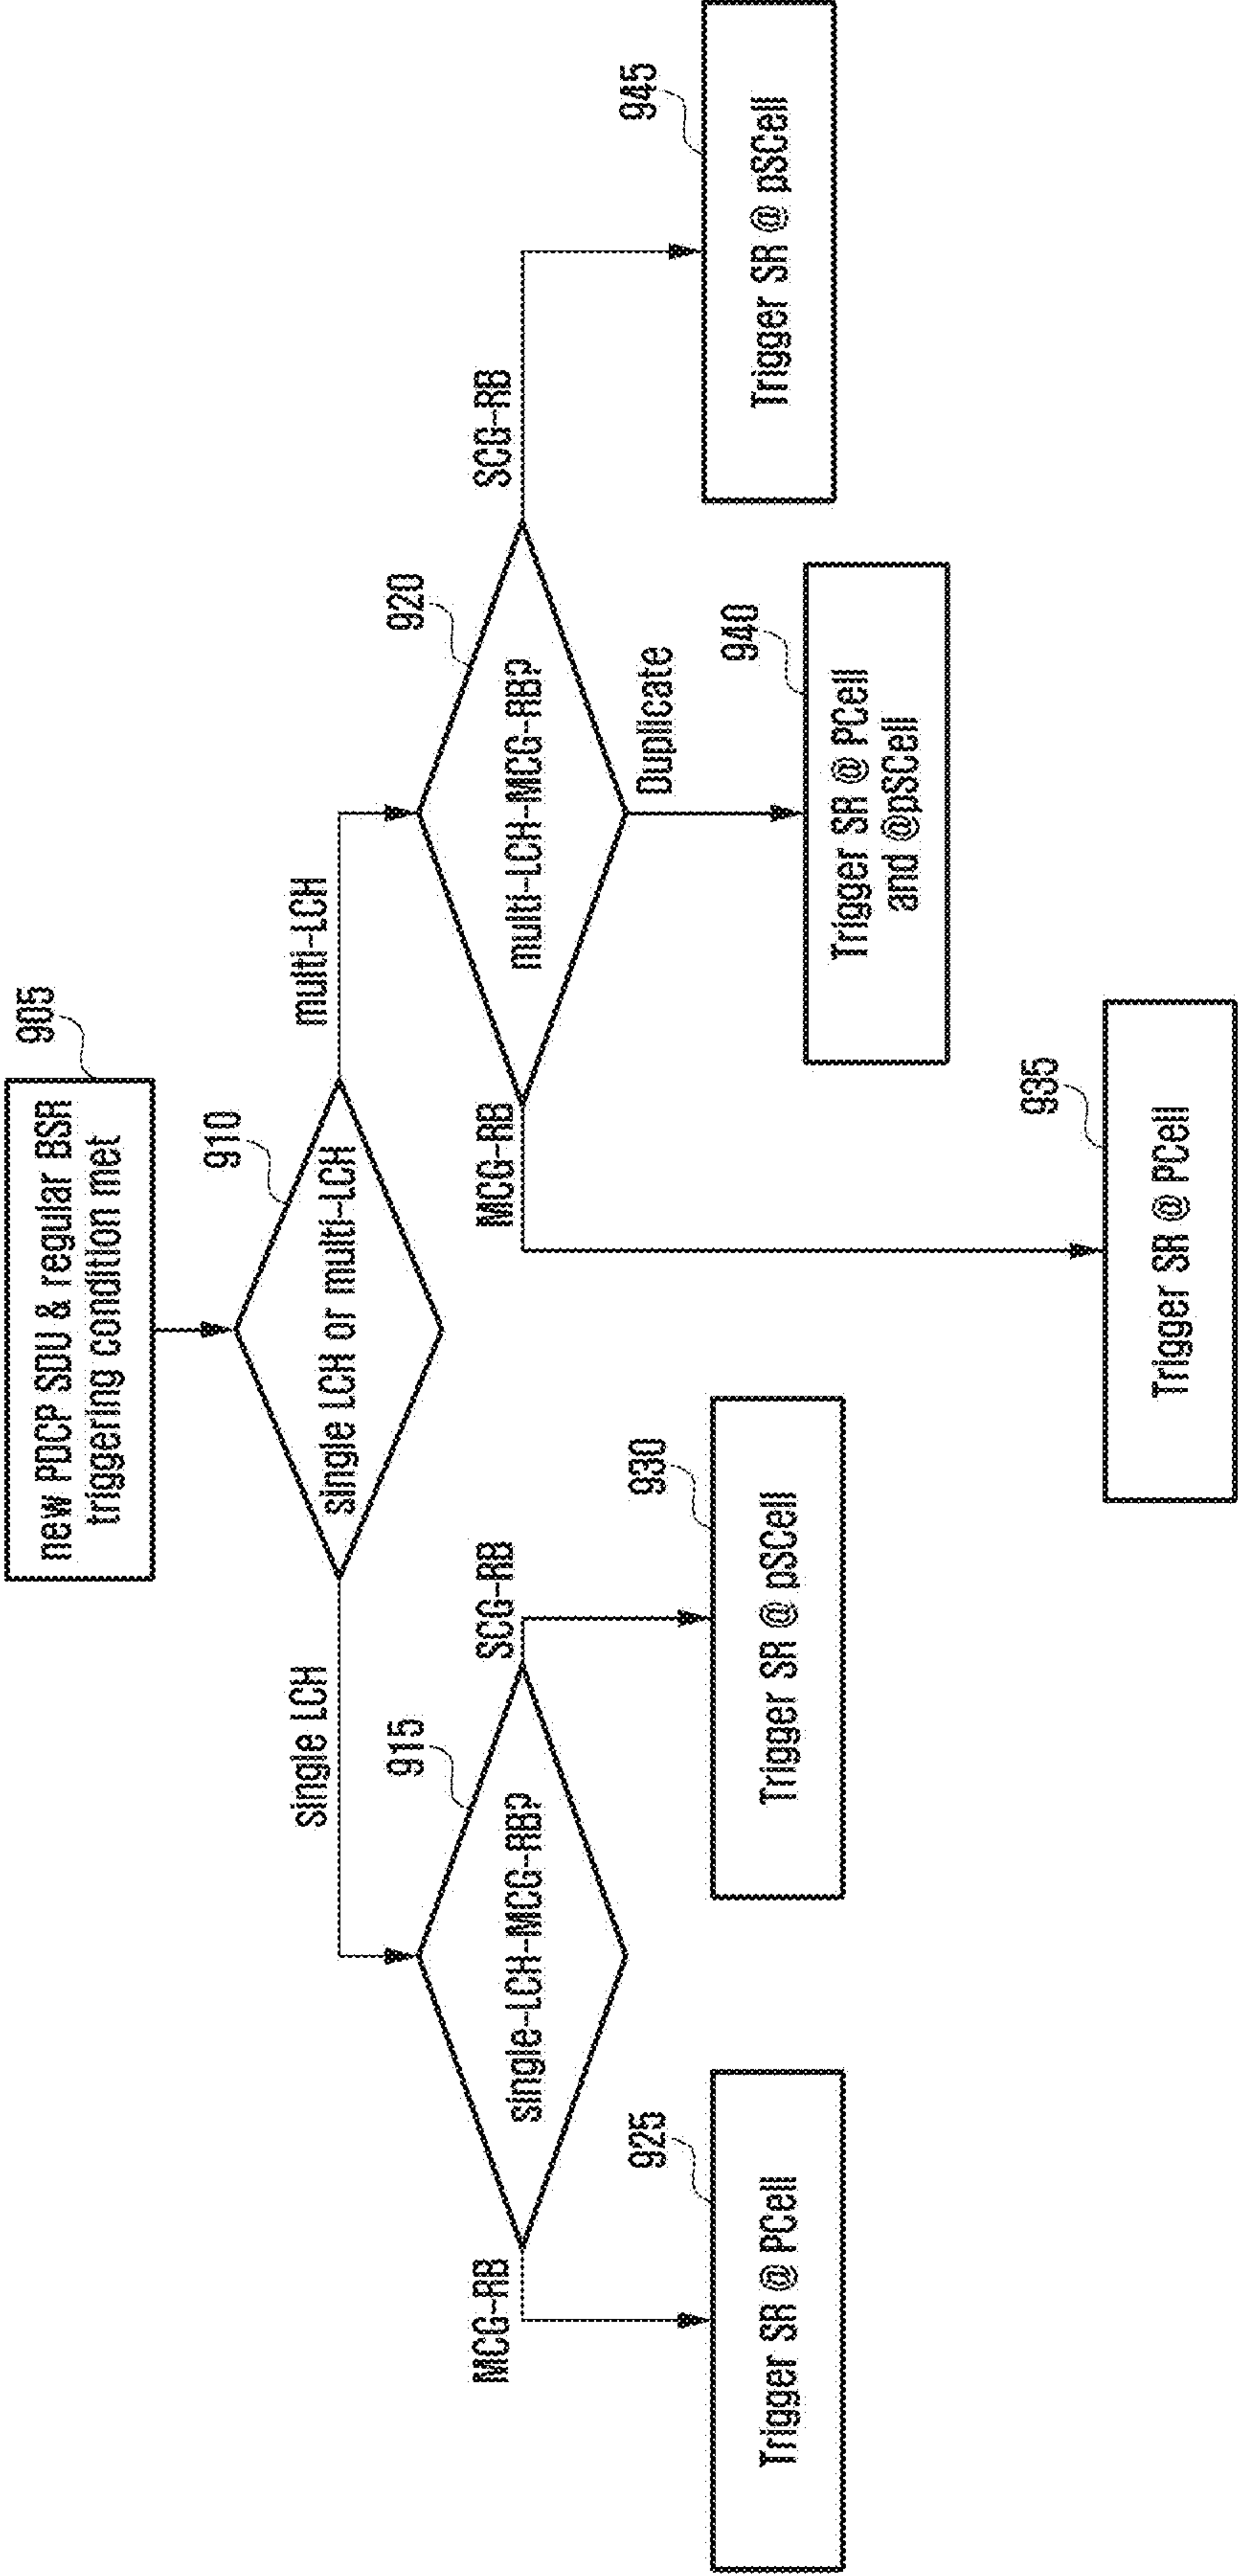 new PDCP SDU & regular BSR
triggering condition met
905
single LCH or multi-LCH
910
single LCH
multi-LCH
single-LCH-MCG-RB?
915
multi-LCH-MCG-RB?
920
MCG-RB
SCG-RB
MCG-RB
Duplicate
SCG-RB
Trigger SR @ PCell
925
Trigger SR @ pSCell
930
Trigger SR @ PCell
935
Trigger SR @ PCell
and @pSCell
940
Trigger SR @ pSCell
945